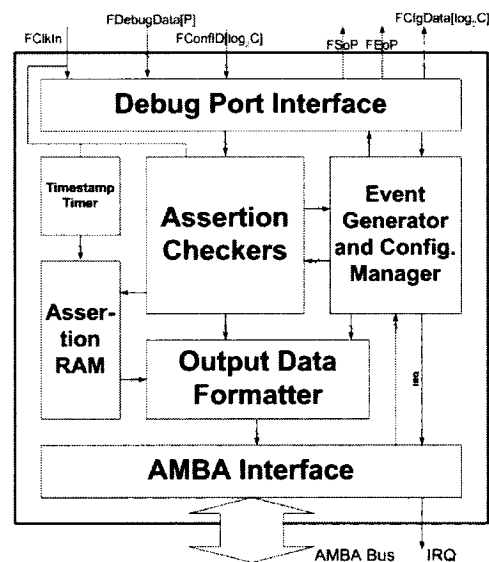 FClkIn
FDebugData[P]
FConfID[log₂C]
FSoP
FEoP
FCfgData[log₂C]
Debug Port Interface
Timestamp
Timer
Assertion
Checkers
Event
Generator
and Config.
Manager
Asser-
tion
RAM
Output Data
Formatter
IRQ
AMBA Interface
AMBA Bus
IRQ